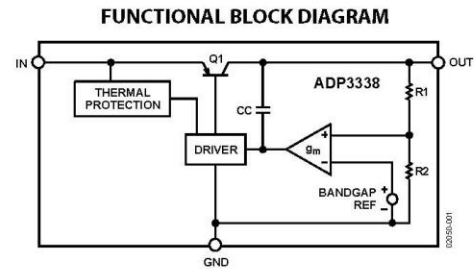 FUNCTIONAL BLOCK DIAGRAM
IN
Q1
OUT
THERMAL
PROTECTION
ADP3338
CC
R1
DRIVER
gm
+
−
R2
BANDGAP
REF
+
−
GND
02050-001